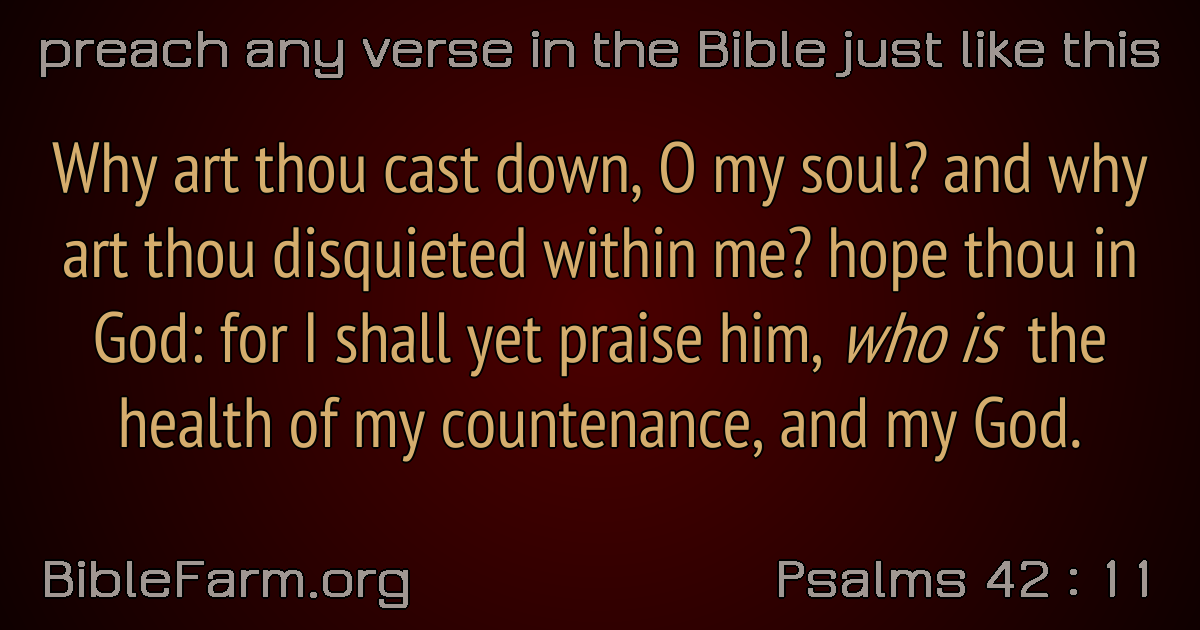 preach any verse in the Bible just like this
Why art thou cast down, O my soul? and why
art thou disquieted within me? hope thou in
God: for I shall yet praise him, who is the
health of my countenance, and my God.
BibleFarm.org
Psalms 42 : 11